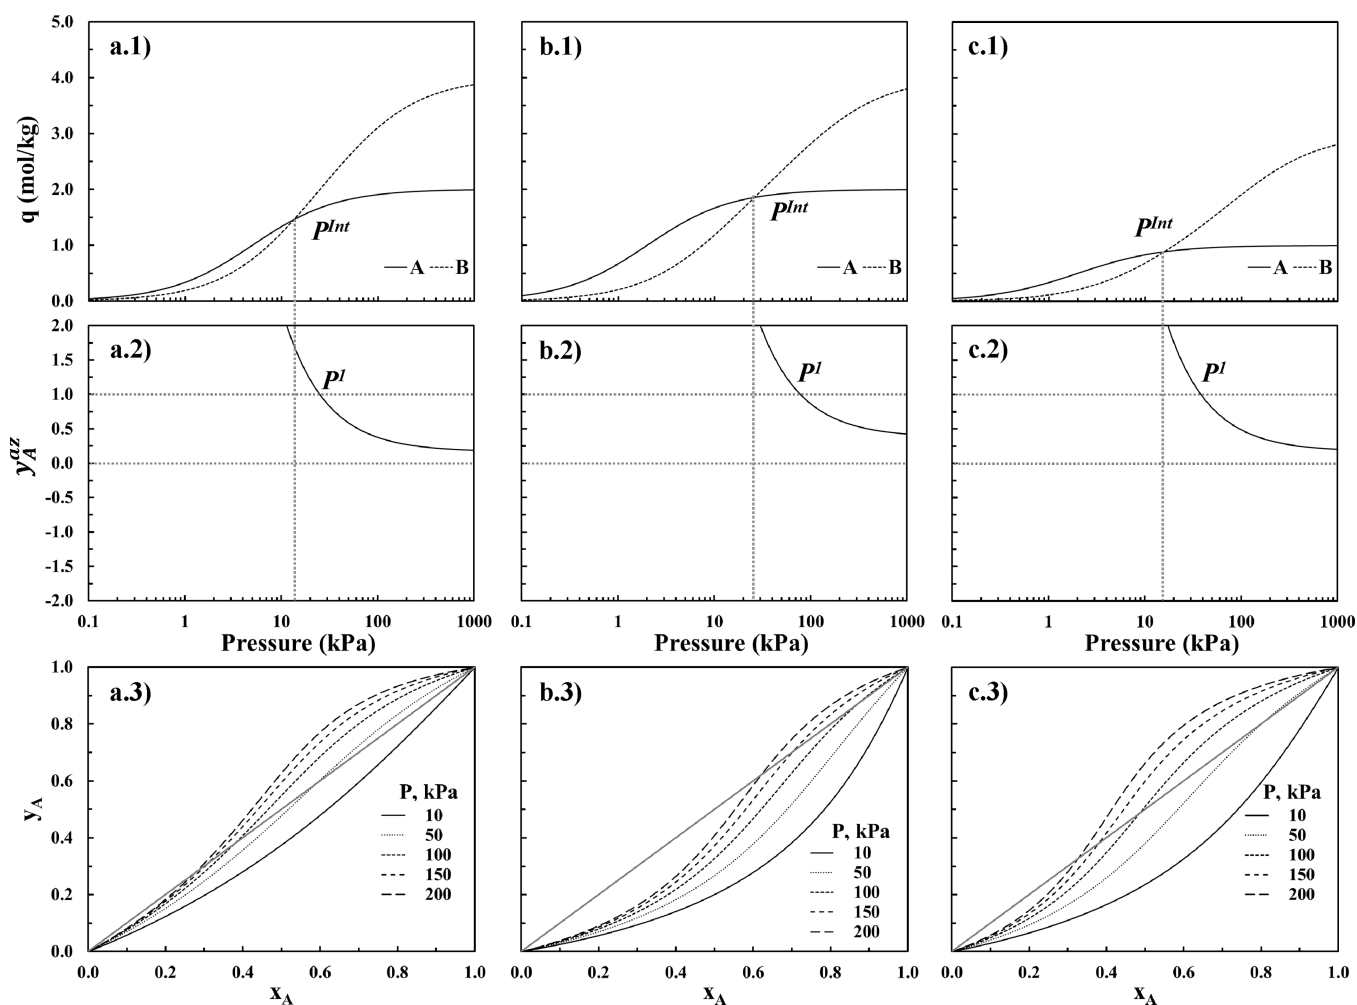 a.1)
5.0
4.0
3.0
2.0
1.0
0.0
q (mol/kg)
P^Int
A B
b.1)
P^Int
A B
c.1)
P^Int
A B
a.2)
2.0
1.5
1.0
0.5
0.0
-0.5
-1.0
-1.5
-2.0
y_A^az
P^1
0.1 1 10 100 1000
Pressure (kPa)
b.2)
P^1
0.1 1 10 100 1000
Pressure (kPa)
c.2)
P^1
0.1 1 10 100 1000
Pressure (kPa)
a.3)
1.0
0.8
0.6
0.4
0.2
0.0
y_A
P, kPa
10
50
100
150
200
0.0 0.2 0.4 0.6 0.8 1.0
x_A
b.3)
P, kPa
10
50
100
150
200
0.2 0.4 0.6 0.8 1.0
x_A
c.3)
P, kPa
10
50
100
150
200
0.0 0.2 0.4 0.6 0.8 1.0
x_A